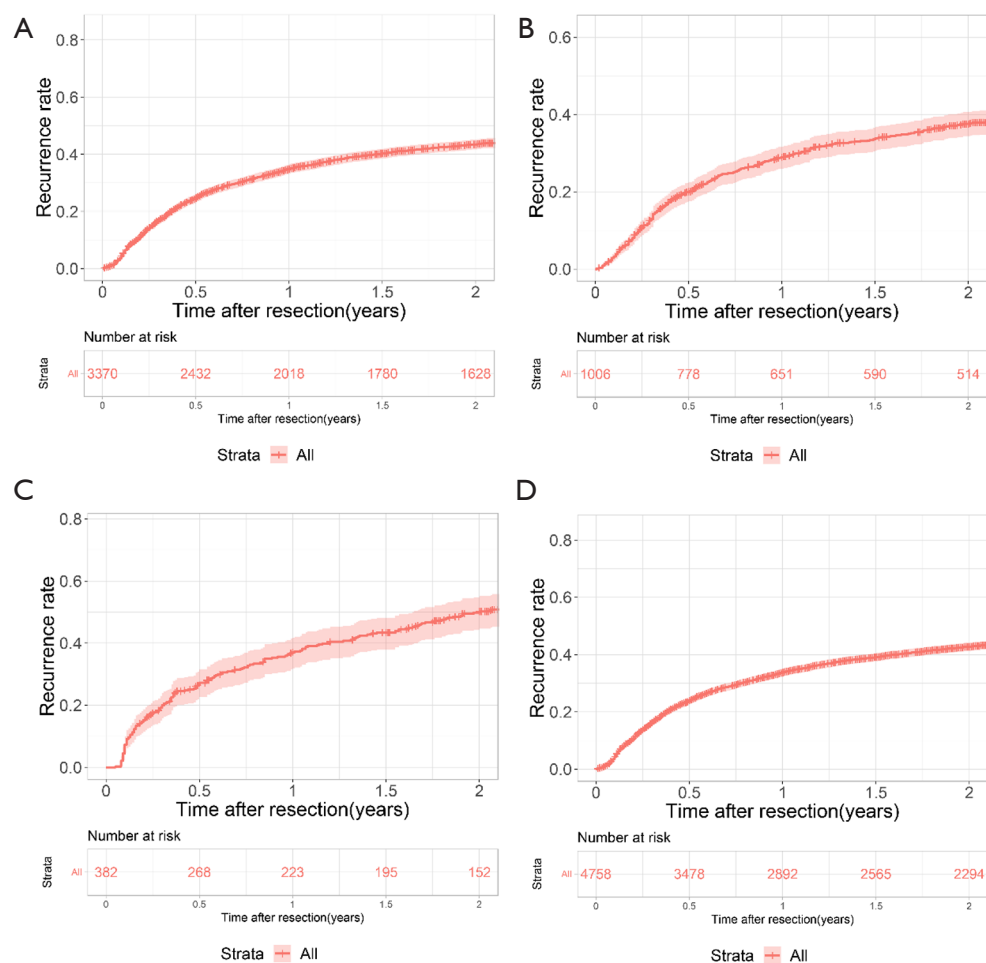 A
Recurrence rate
0.8
0.6
0.4
0.2
0.0
0 0.5 1 1.5 2
Time after resection(years)
Number at risk
Strata
All 3370 2432 2018 1780 1628
0 0.5 1 1.5 2
Time after resection(years)
Strata All
B
Recurrence rate
0.6
0.4
0.2
0.0
0 0.5 1 1.5 2
Time after resection(years)
Number at risk
Strata
All 1006 778 651 590 514
0 0.5 1 1.5 2
Time after resection(years)
Strata All
C
Recurrence rate
0.8
0.6
0.4
0.2
0.0
0 0.5 1 1.5 2
Time after resection(years)
Number at risk
Strata
All 382 268 223 195 152
0 0.5 1 1.5 2
Time after resection(years)
Strata All
D
Recurrence rate
0.8
0.6
0.4
0.2
0.0
0 0.5 1 1.5 2
Time after resection(years)
Number at risk
Strata
All 4758 3478 2892 2565 2294
0 0.5 1 1.5 2
Time after resection(years)
Strata All